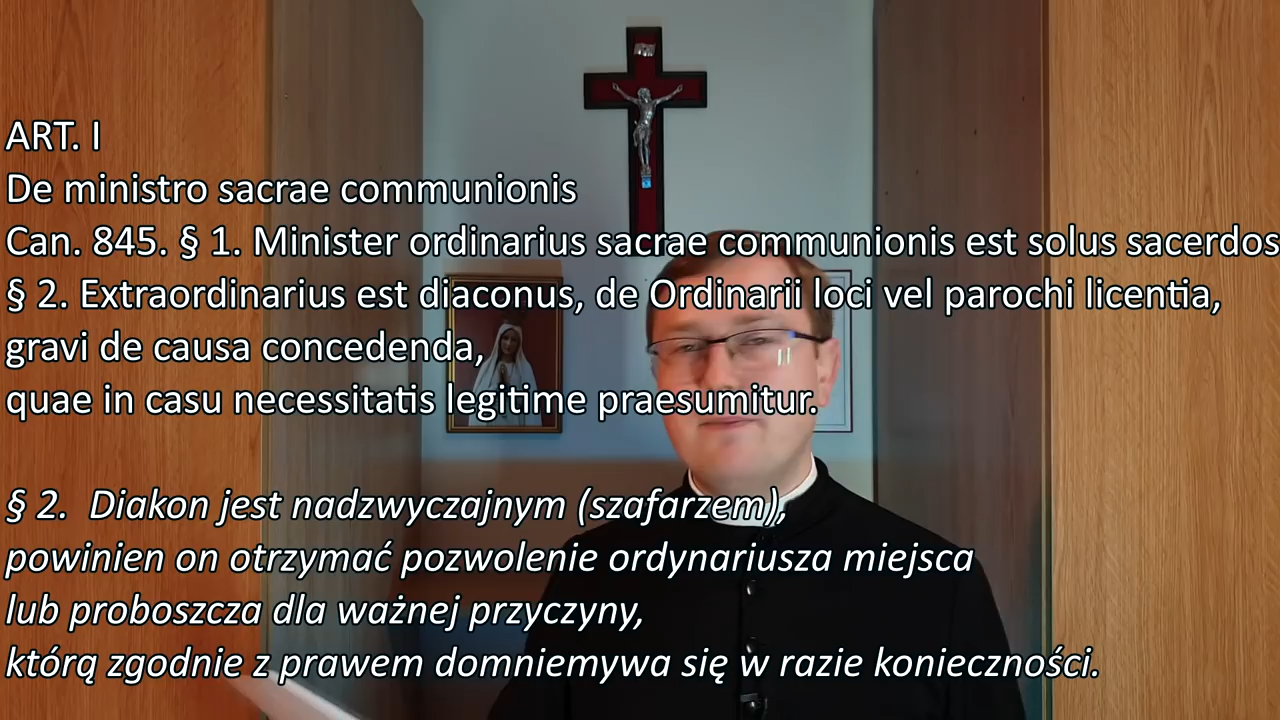 ART. I
De ministro sacrae communionis
Can. 845. § 1. Minister ordinarius sacrae communionis est solus sacerdos
§ 2. Extraordinarius est diaconus, de Ordinarii loci vel parochi licentia,
gravi de causa concedenda,
quae in casu necessitatis legitime praesumitur.
§ 2. Diakon jest nadzwyczajnym (szafarzem),
powinien on otrzymać pozwolenie ordynariusza miejsca
lub proboszcza dla ważnej przyczyny,
którą zgodnie z prawem domniemywa się w razie konieczności.